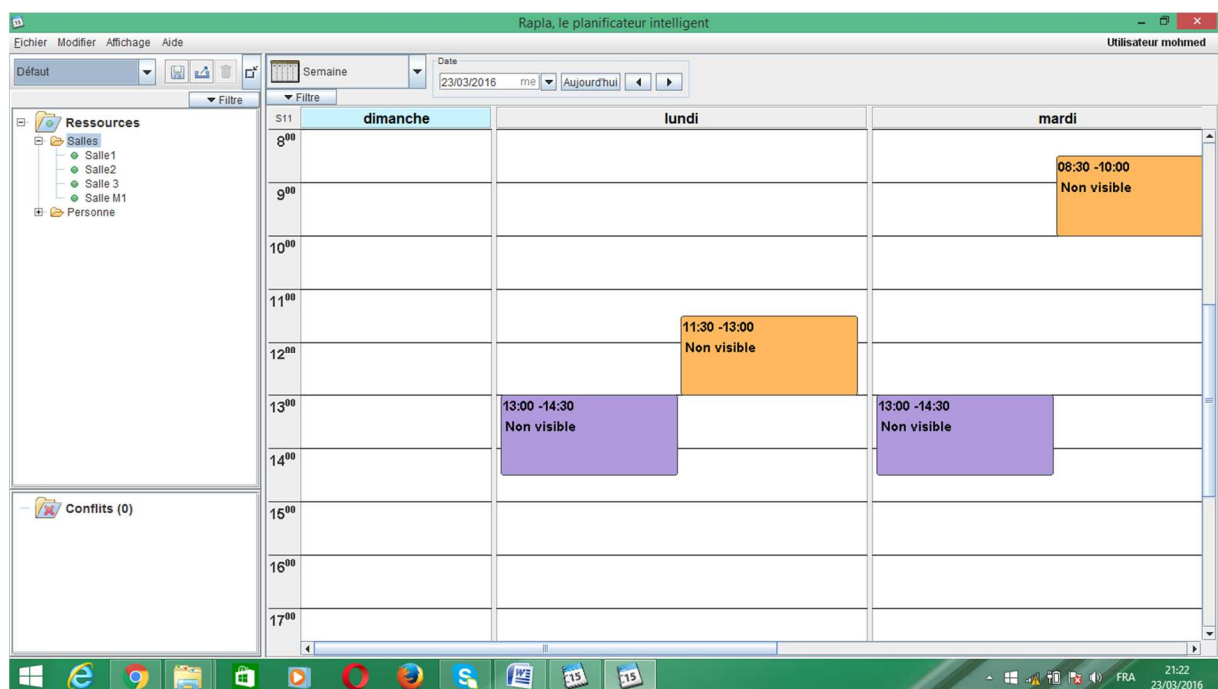 Rapla, le planificateur intelligent
Fichier Modifier Affichage Aide
Utilisateur mohmed
Défaut
Filtre
Semaine
Date
23/03/2016 me
Aujourd'hui
Filtre
Ressources
Salles
Salle1
Salle2
Salle 3
Salle M1
Personne
Conflits (0)
S11 dimanche lundi mardi
8⁰⁰
08:30 -10:00
Non visible
9⁰⁰
10⁰⁰
11⁰⁰
11:30 -13:00
Non visible
12⁰⁰
13⁰⁰
13:00 -14:30
Non visible
13:00 -14:30
Non visible
14⁰⁰
15⁰⁰
16⁰⁰
17⁰⁰
FRA
21:22
23/03/2016